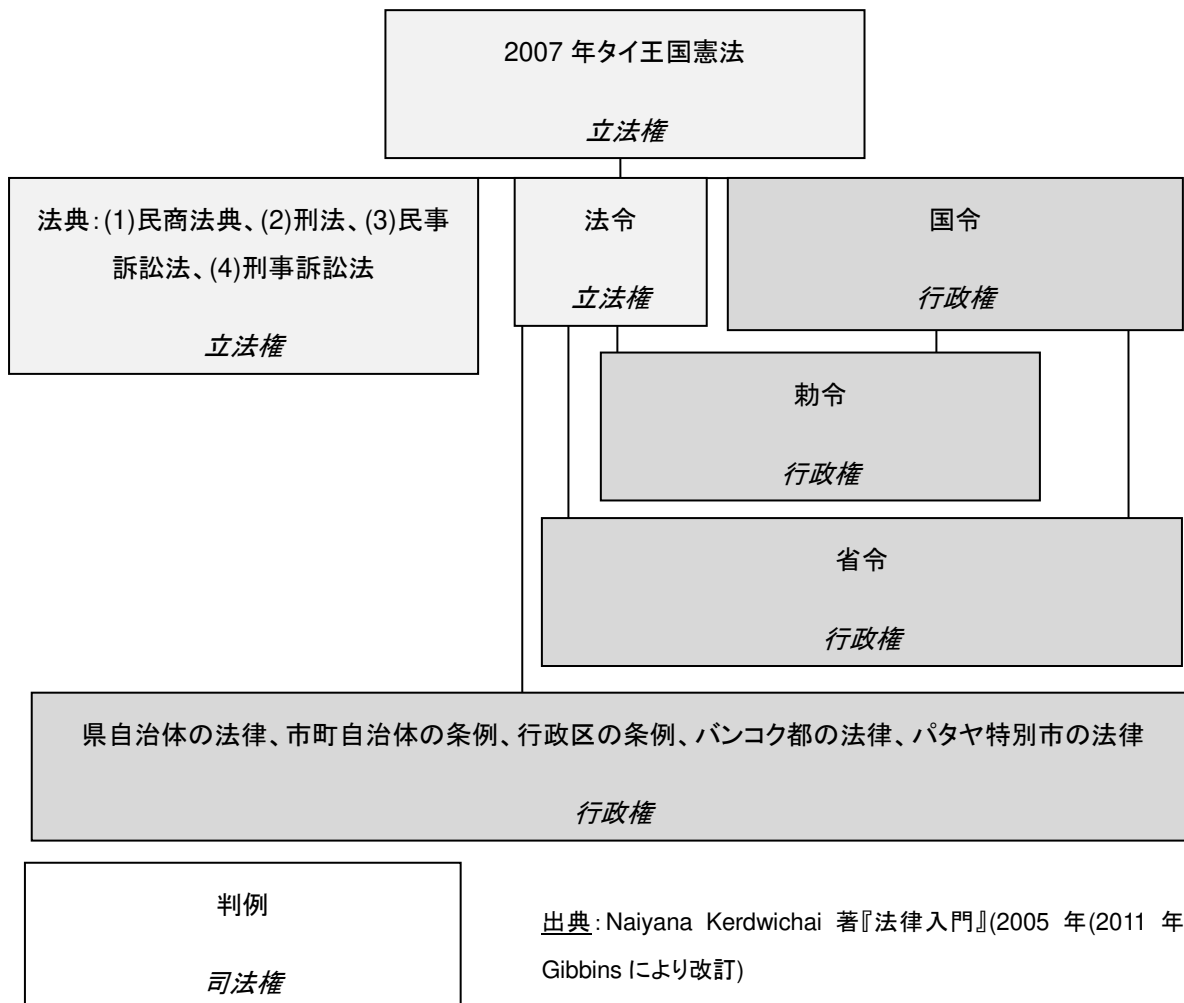 2007 年タイ王国憲法
立法権
法典：(1)民商法典、(2)刑法、(3)民事
訴訟法、(4)刑事訴訟法
立法権
法令
立法権
国令
行政権
勅令
行政権
省令
行政権
県自治体の法律、市町自治体の条例、行政区の条例、バンコク都の法律、パタヤ特別市の法律
行政権
判例
司法権
出典：Naiyana Kerdwichai 著『法律入門』(2005 年(2011 年
Gibbins により改訂)